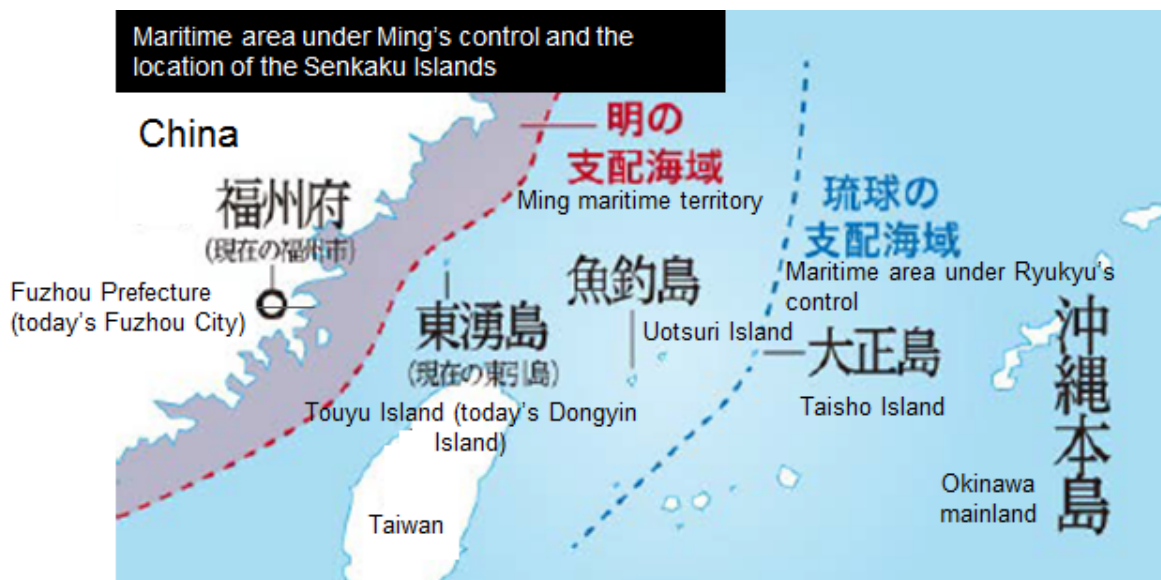 Maritime area under Ming's control and the
location of the Senkaku Islands
China
明の
支配海域
Ming maritime territory
福州府
(現在の福州市)
Fuzhou Prefecture
(today's Fuzhou City)
琉球の
支配海域
Maritime area under Ryukyu's
control
魚釣島
Uotsuri Island
東湧島
(現在の東引島)
Touyu Island (today's Dongyin
Island)
大正島
Taisho Island
沖縄本島
Okinawa
mainland
Taiwan